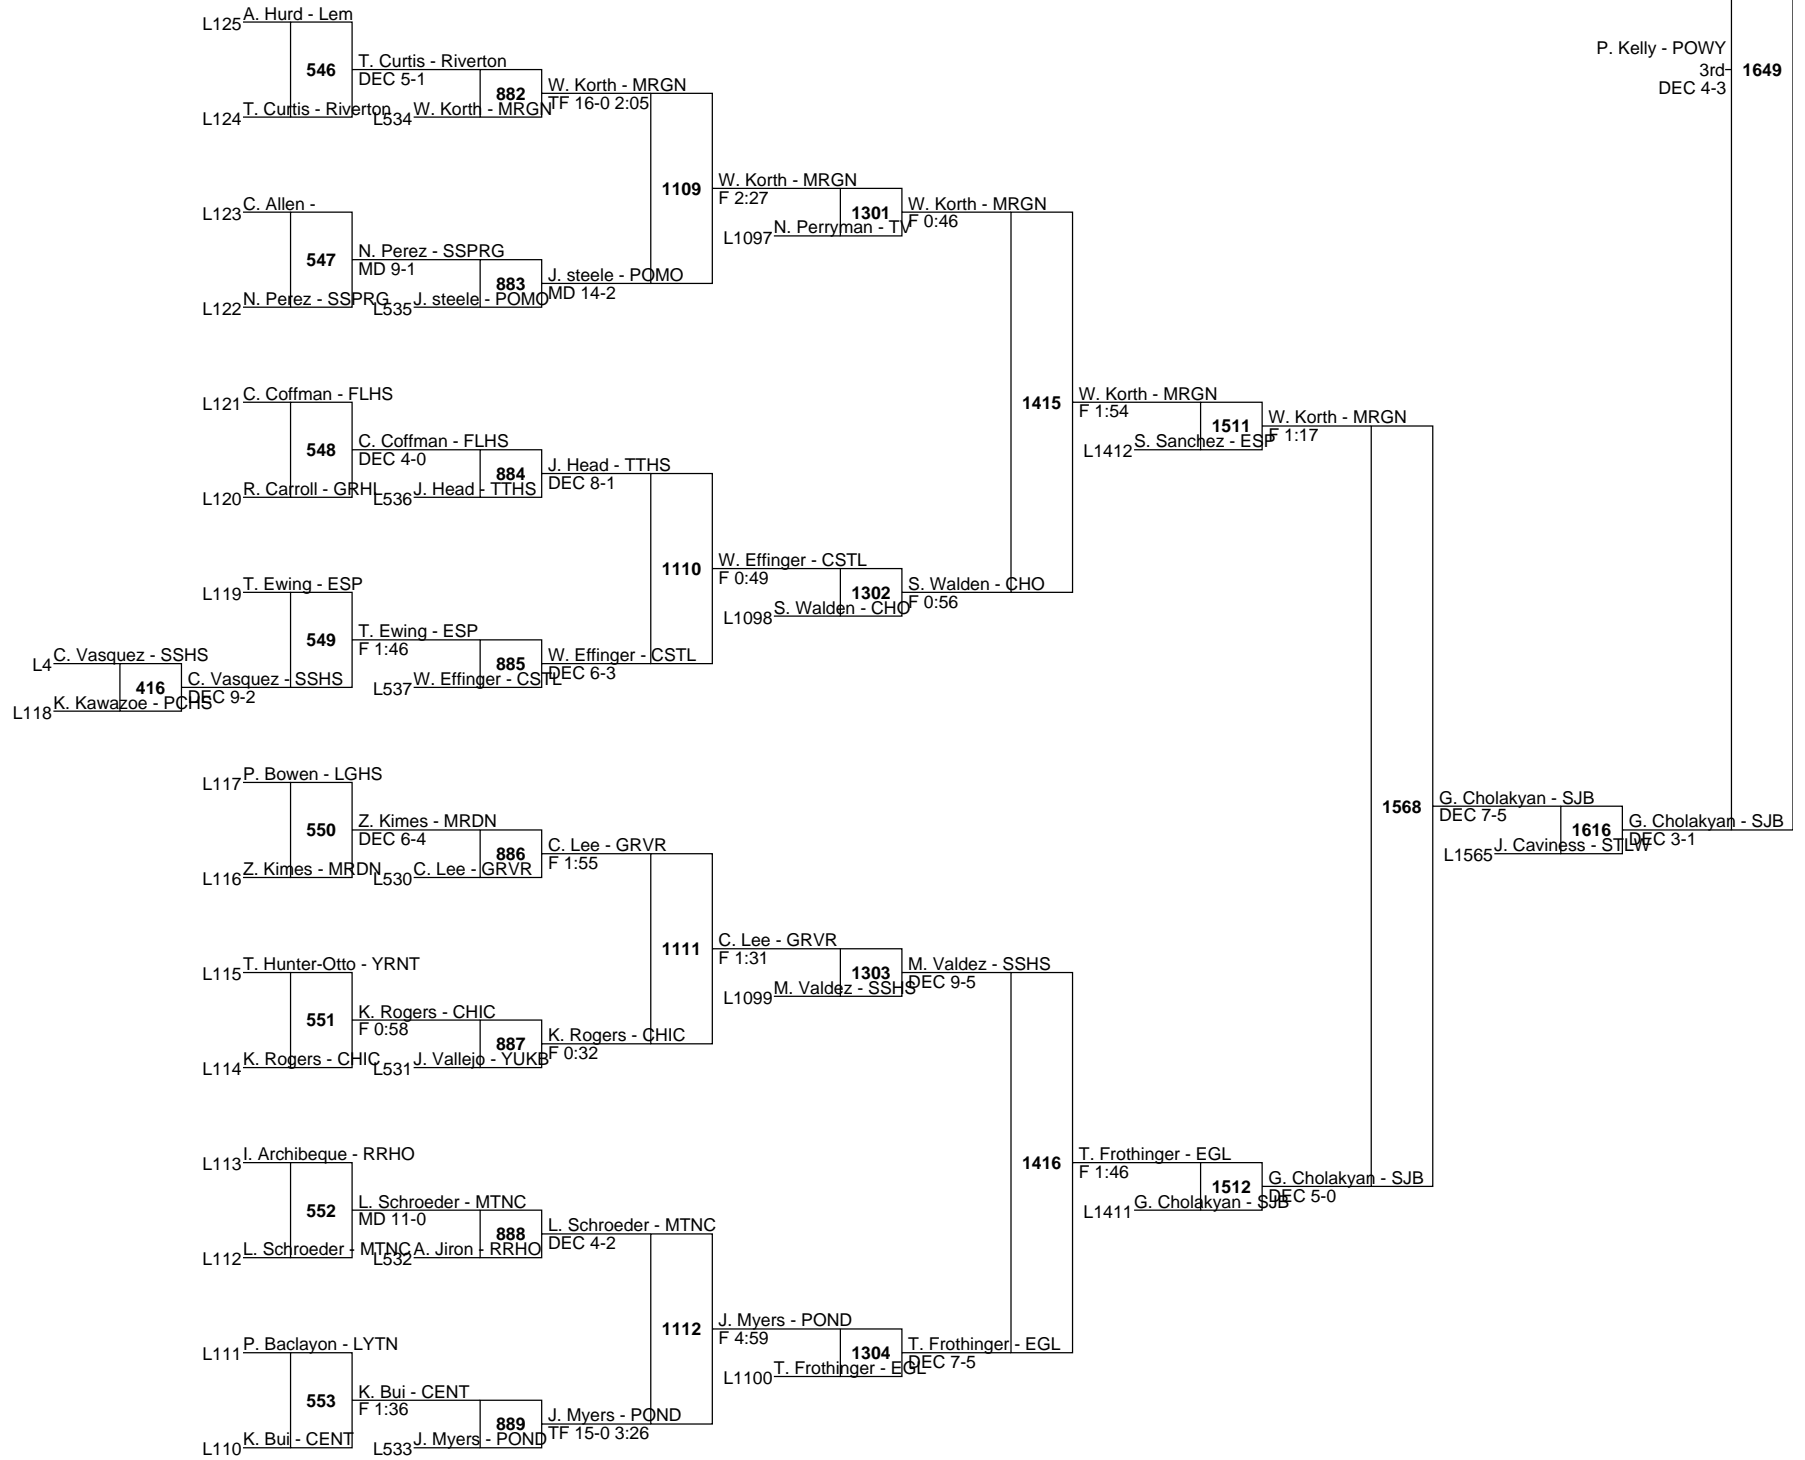 A. Hurd - Lem
L125
546
T. Curtis - Riverton
DEC 5-1
T. Curtis - Riverton
L124
882
W. Korth - MRGN
L534
W. Korth - MRGN
TF 16-0 2:05
P. Kelly - POWY
3rd
DEC 4-3
1649
1109
W. Korth - MRGN
F 2:27
C. Allen -
L123
547
N. Perez - SSPRG
MD 9-1
N. Perez - SSPRG
L122
883
J. steele - POMO
L535
J. steele - POMO
MD 14-2
1301
N. Perryman - TV
L1097
W. Korth - MRGN
F 0:46
C. Coffman - FLHS
L121
548
C. Coffman - FLHS
DEC 4-0
R. Carroll - GRHL
L120
884
J. Head - TTHS
L536
J. Head - TTHS
DEC 8-1
1415
W. Korth - MRGN
F 1:54
1511
S. Sanchez - ESP
L1412
W. Korth - MRGN
F 1:17
1110
W. Effinger - CSTL
F 0:49
1302
S. Walden - CHO
L1098
S. Walden - CHO
F 0:56
T. Ewing - ESP
L119
549
T. Ewing - ESP
F 1:46
C. Vasquez - SSHS
L4
416
K. Kawazoe - PCHS
L118
C. Vasquez - SSHS
DEC 9-2
885
W. Effinger - CSTL
L537
W. Effinger - CSTL
DEC 6-3
P. Bowen - LGHS
L117
550
Z. Kimes - MRDN
DEC 6-4
Z. Kimes - MRDN
L116
886
C. Lee - GRVR
L530
C. Lee - GRVR
F 1:55
1568
G. Cholakyan - SJB
DEC 7-5
1616
J. Caviness - STLW
L1565
G. Cholakyan - SJB
DEC 3-1
1111
C. Lee - GRVR
F 1:31
1303
M. Valdez - SSHS
L1099
M. Valdez - SSHS
DEC 9-5
T. Hunter-Otto - YRNT
L115
551
K. Rogers - CHIC
F 0:58
K. Rogers - CHIC
L114
887
J. Vallejo - YUKB
L531
K. Rogers - CHIC
F 0:32
I. Archibeque - RRHO
L113
552
L. Schroeder - MTNC
MD 11-0
L. Schroeder - MTNC
L112
888
A. Jiron - RRHO
L532
L. Schroeder - MTNC
DEC 4-2
1416
T. Frothinger - EGL
F 1:46
1512
G. Cholakyan - SJB
L1411
G. Cholakyan - SJB
DEC 5-0
1112
J. Myers - POND
F 4:59
1304
T. Frothinger - EGL
L1100
T. Frothinger - EGL
DEC 7-5
P. Baclayon - LYTN
L111
553
K. Bui - CENT
F 1:36
K. Bui - CENT
L110
889
J. Myers - POND
L533
J. Myers - POND
TF 15-0 3:26